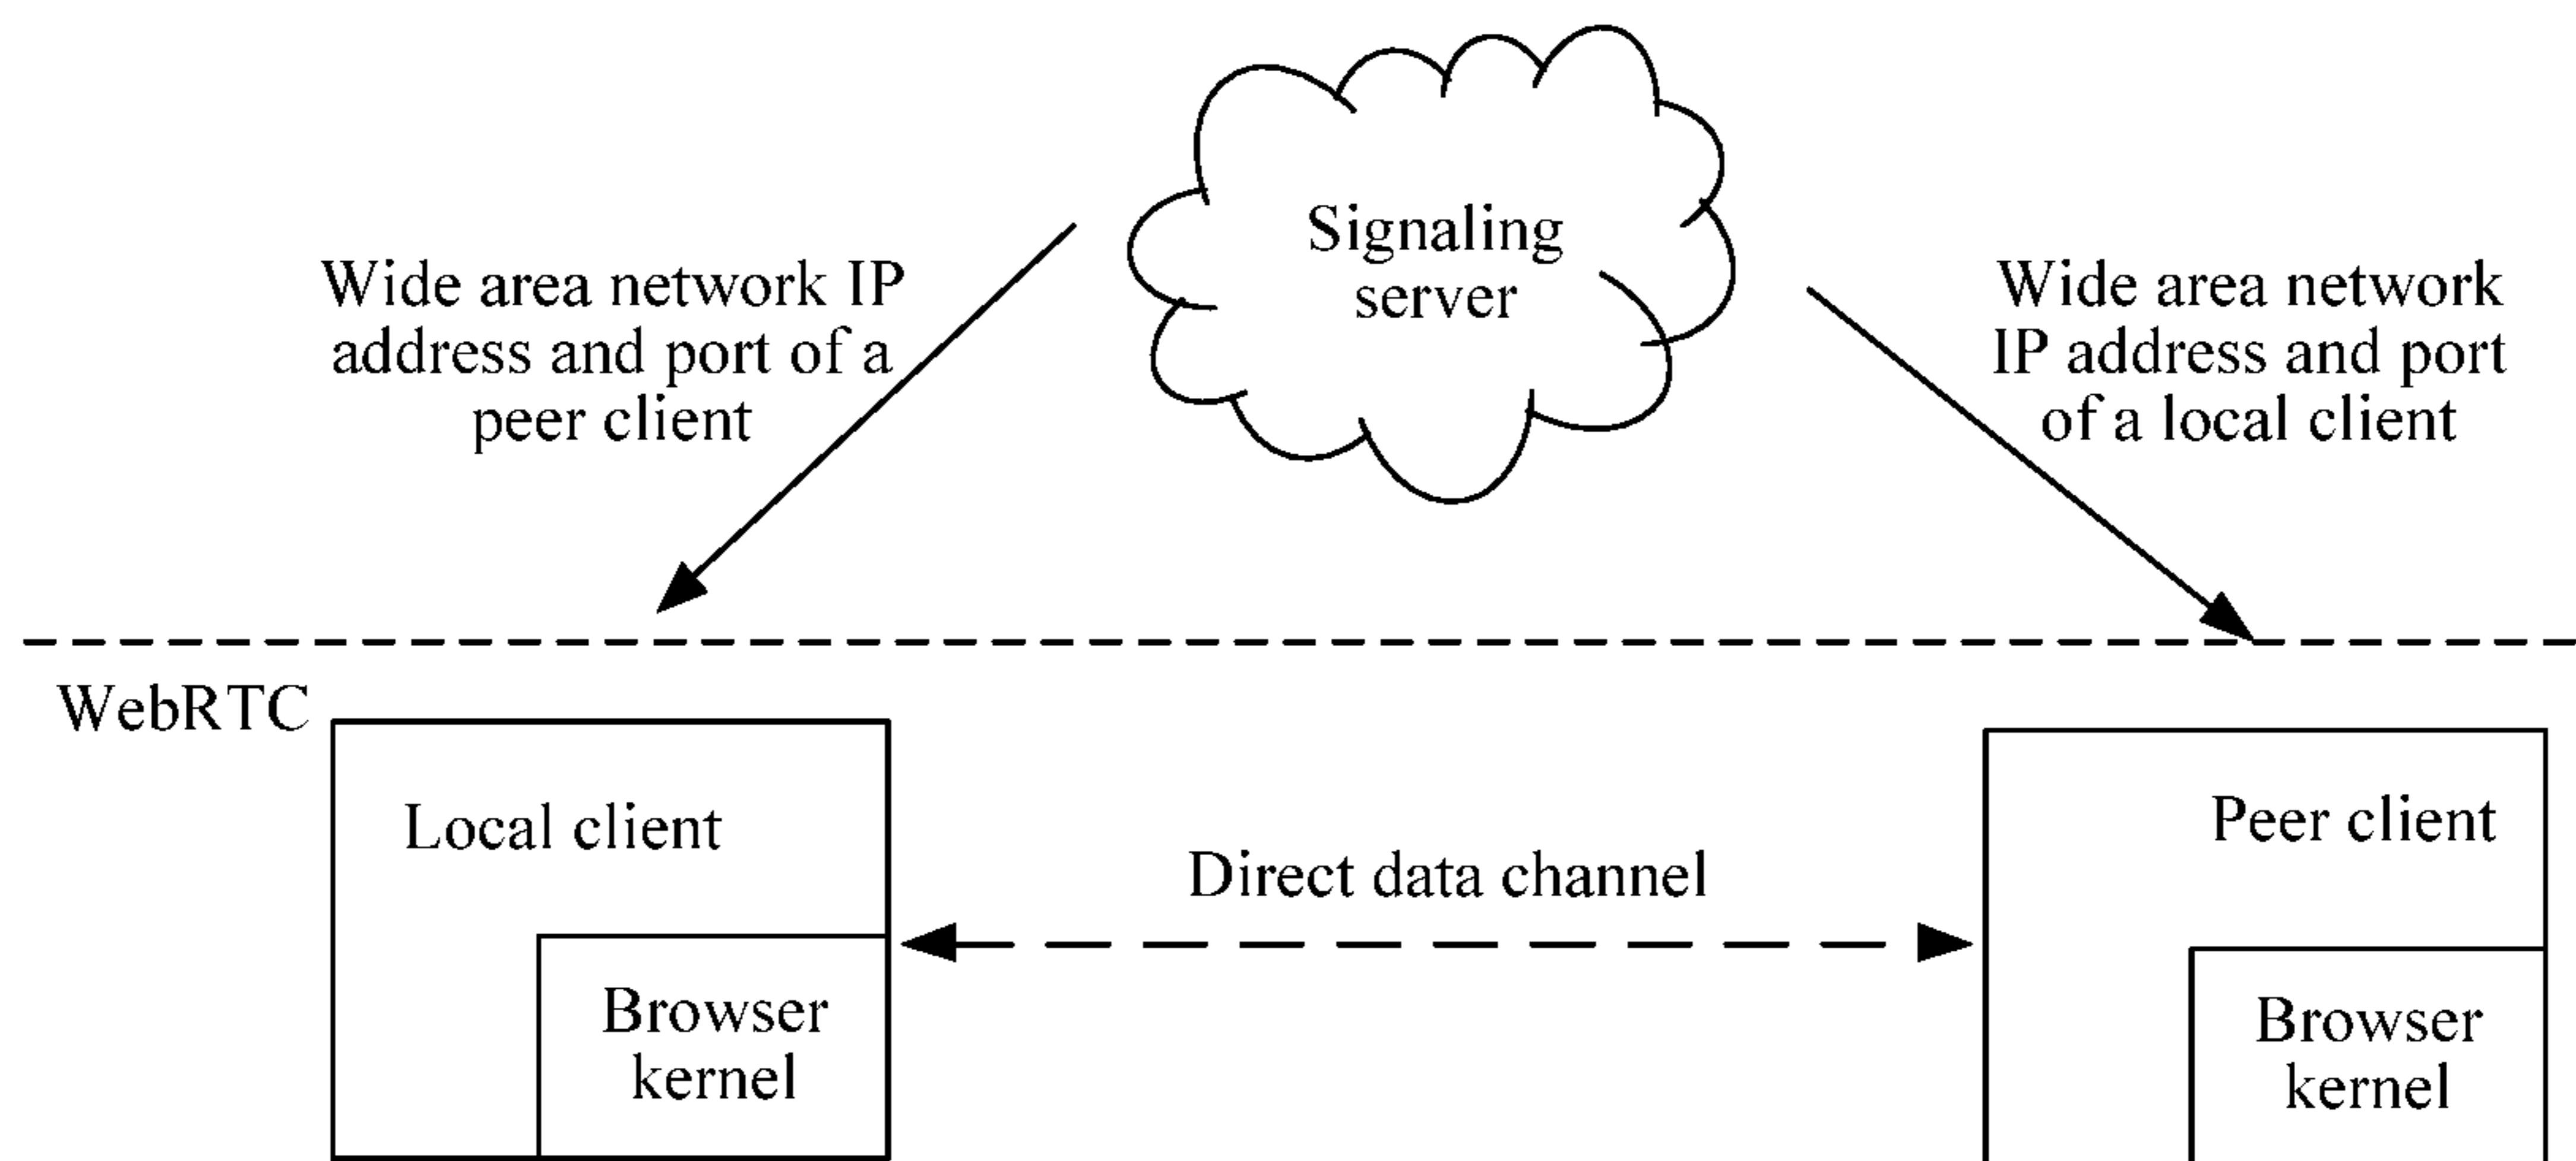 Signaling
server
Wide area network IP
address and port of a
peer client
Wide area network
IP address and port
of a local client
WebRTC
Local client
Peer client
Direct data channel
Browser
kernel
Browser
kernel